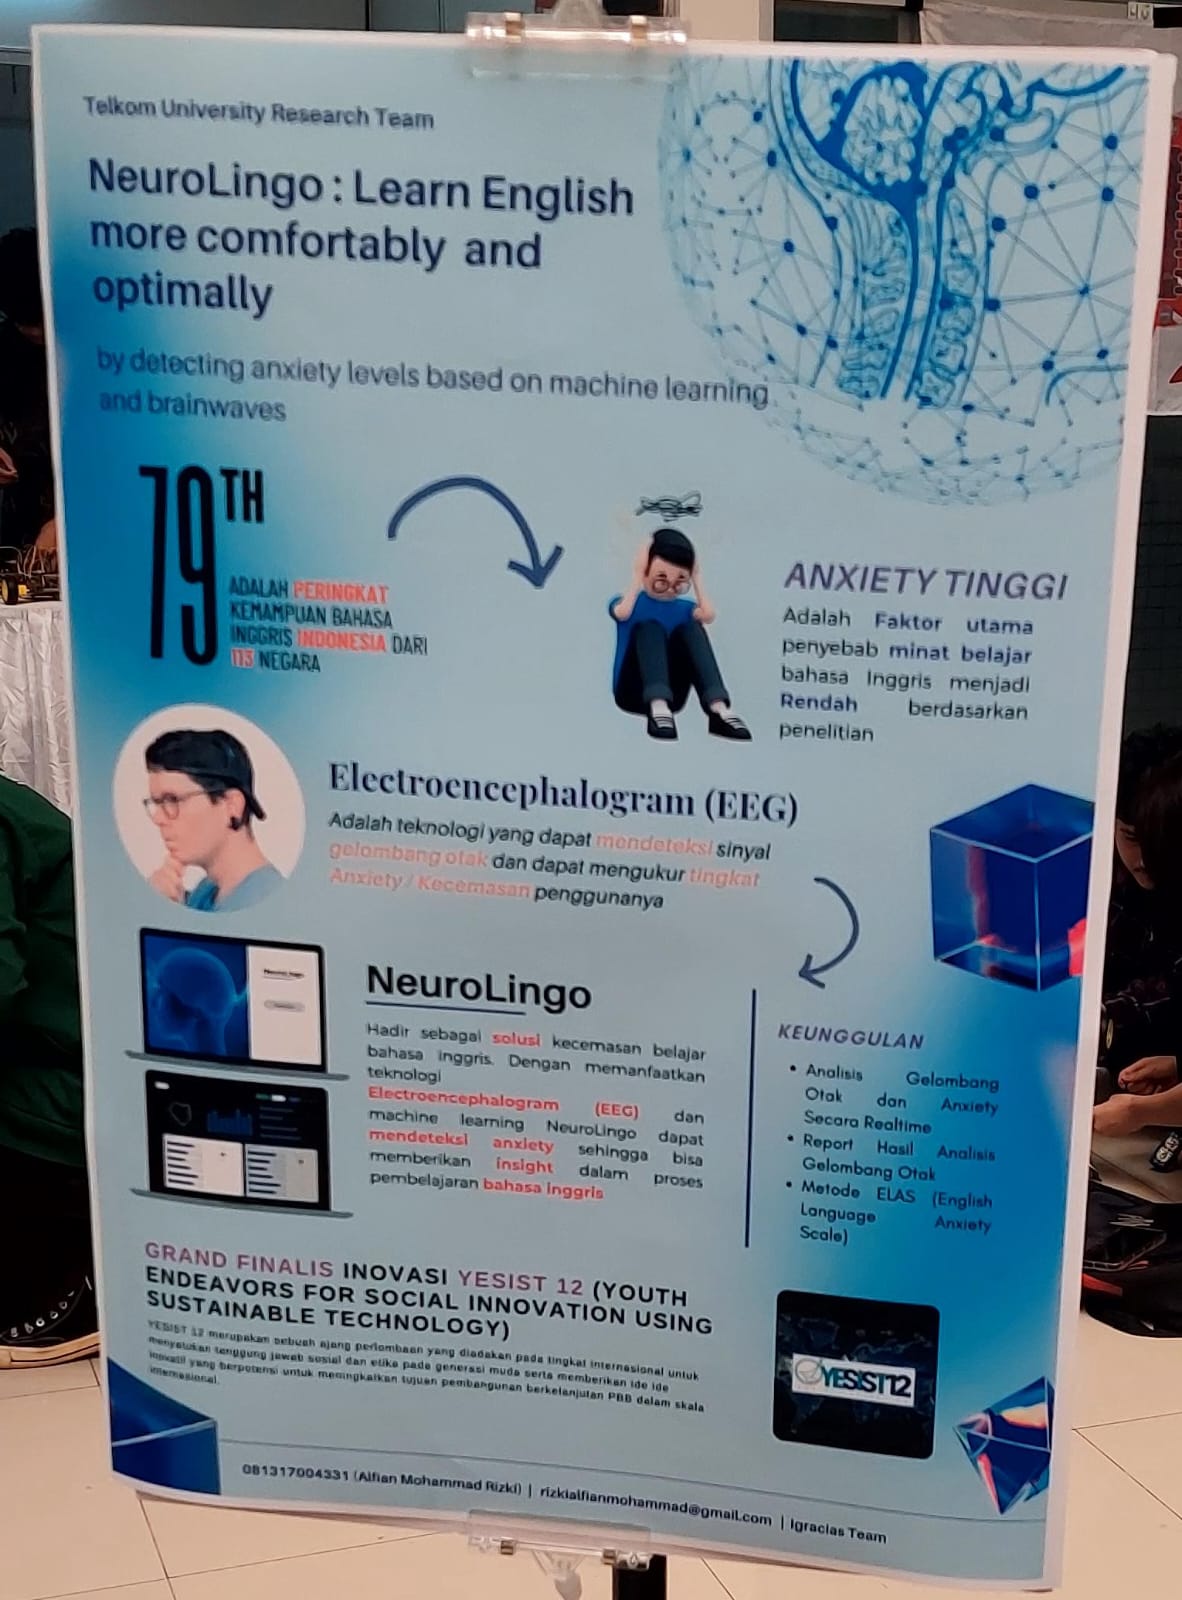 Telkom University Research Team
NeuroLingo : Learn English
more comfortably and
optimally
by detecting anxiety levels based on machine learning
and brainwaves
79TH
ADALAH PERINGKAT
KEMAMPUAN BAHASA
INGGRIS INDONESIA DARI
113 NEGARA
ANXIETY TINGGI
Adalah Faktor utama
penyebab minat belajar
bahasa Inggris menjadi
Rendah berdasarkan
penelitian
Electroencephalogram (EEG)
Adalah teknologi yang dapat mendeteksi sinyal
gelombang otak dan dapat mengukur tingkat
Anxiety / Kecemasan penggunanya
NeuroLingo
Hadir sebagai solusi kecemasan belajar
bahasa inggris. Dengan memanfaatkan
teknologi
Electroencephalogram (EEG) dan
machine learning NeuroLingo dapat
mendeteksi anxiety sehingga bisa
memberikan insight dalam proses
pembelajaran bahasa inggris
KEUNGGULAN
• Analisis Gelombang
Otak dan Anxiety
Secara Realtime
• Report Hasil Analisis
Gelombang Otak
• Metode ELAS (English
Language Anxiety
Scale)
GRAND FINALIS INOVASI YESIST 12 (YOUTH
ENDEAVORS FOR SOCIAL INNOVATION USING
SUSTAINABLE TECHNOLOGY)
YESIST 12 merupakan sebuah ajang perlombaan yang diadakan pada tingkat internasional untuk
menyatukan tanggung jawab sosial dan etika pada generasi muda serta memberikan ide ide
inovatif yang berpotensi untuk meningkatkan tujuan pembangunan berkelanjutan PBB dalam skala
internasional.
YESIST12
081317004331 (Alfian Mohammad Rizki) | rizkialfianmohammad@gmail.com | Igracias Team